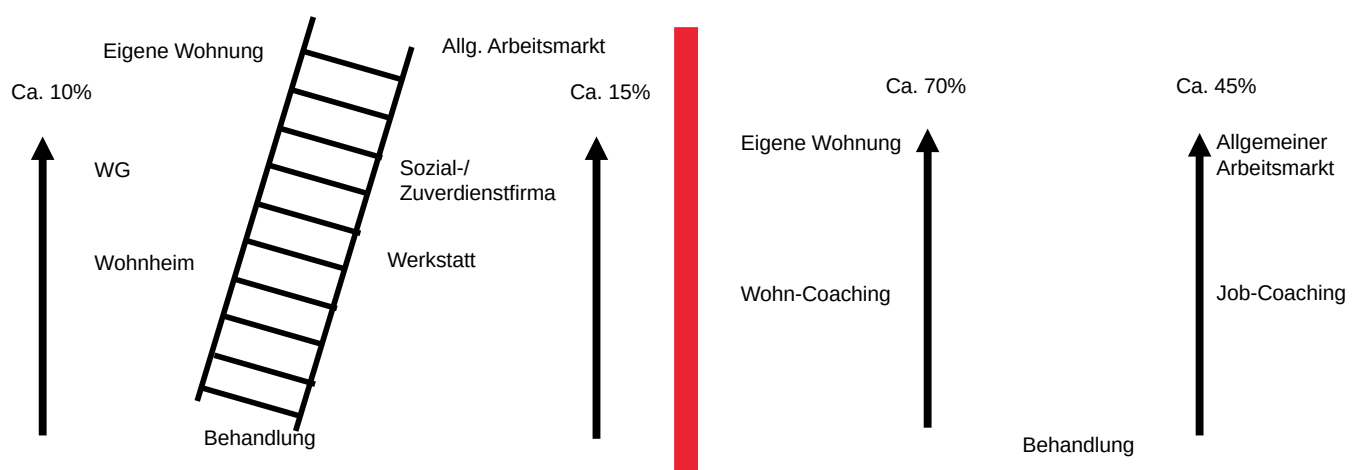 Eigene Wohnung
Allg. Arbeitsmarkt
Ca. 10%
Ca. 15%
WG
Sozial-/
Zuverdienstfirma
Wohnheim
Werkstatt
Behandlung
Ca. 70%
Ca. 45%
Eigene Wohnung
Allgemeiner
Arbeitsmarkt
Wohn-Coaching
Job-Coaching
Behandlung